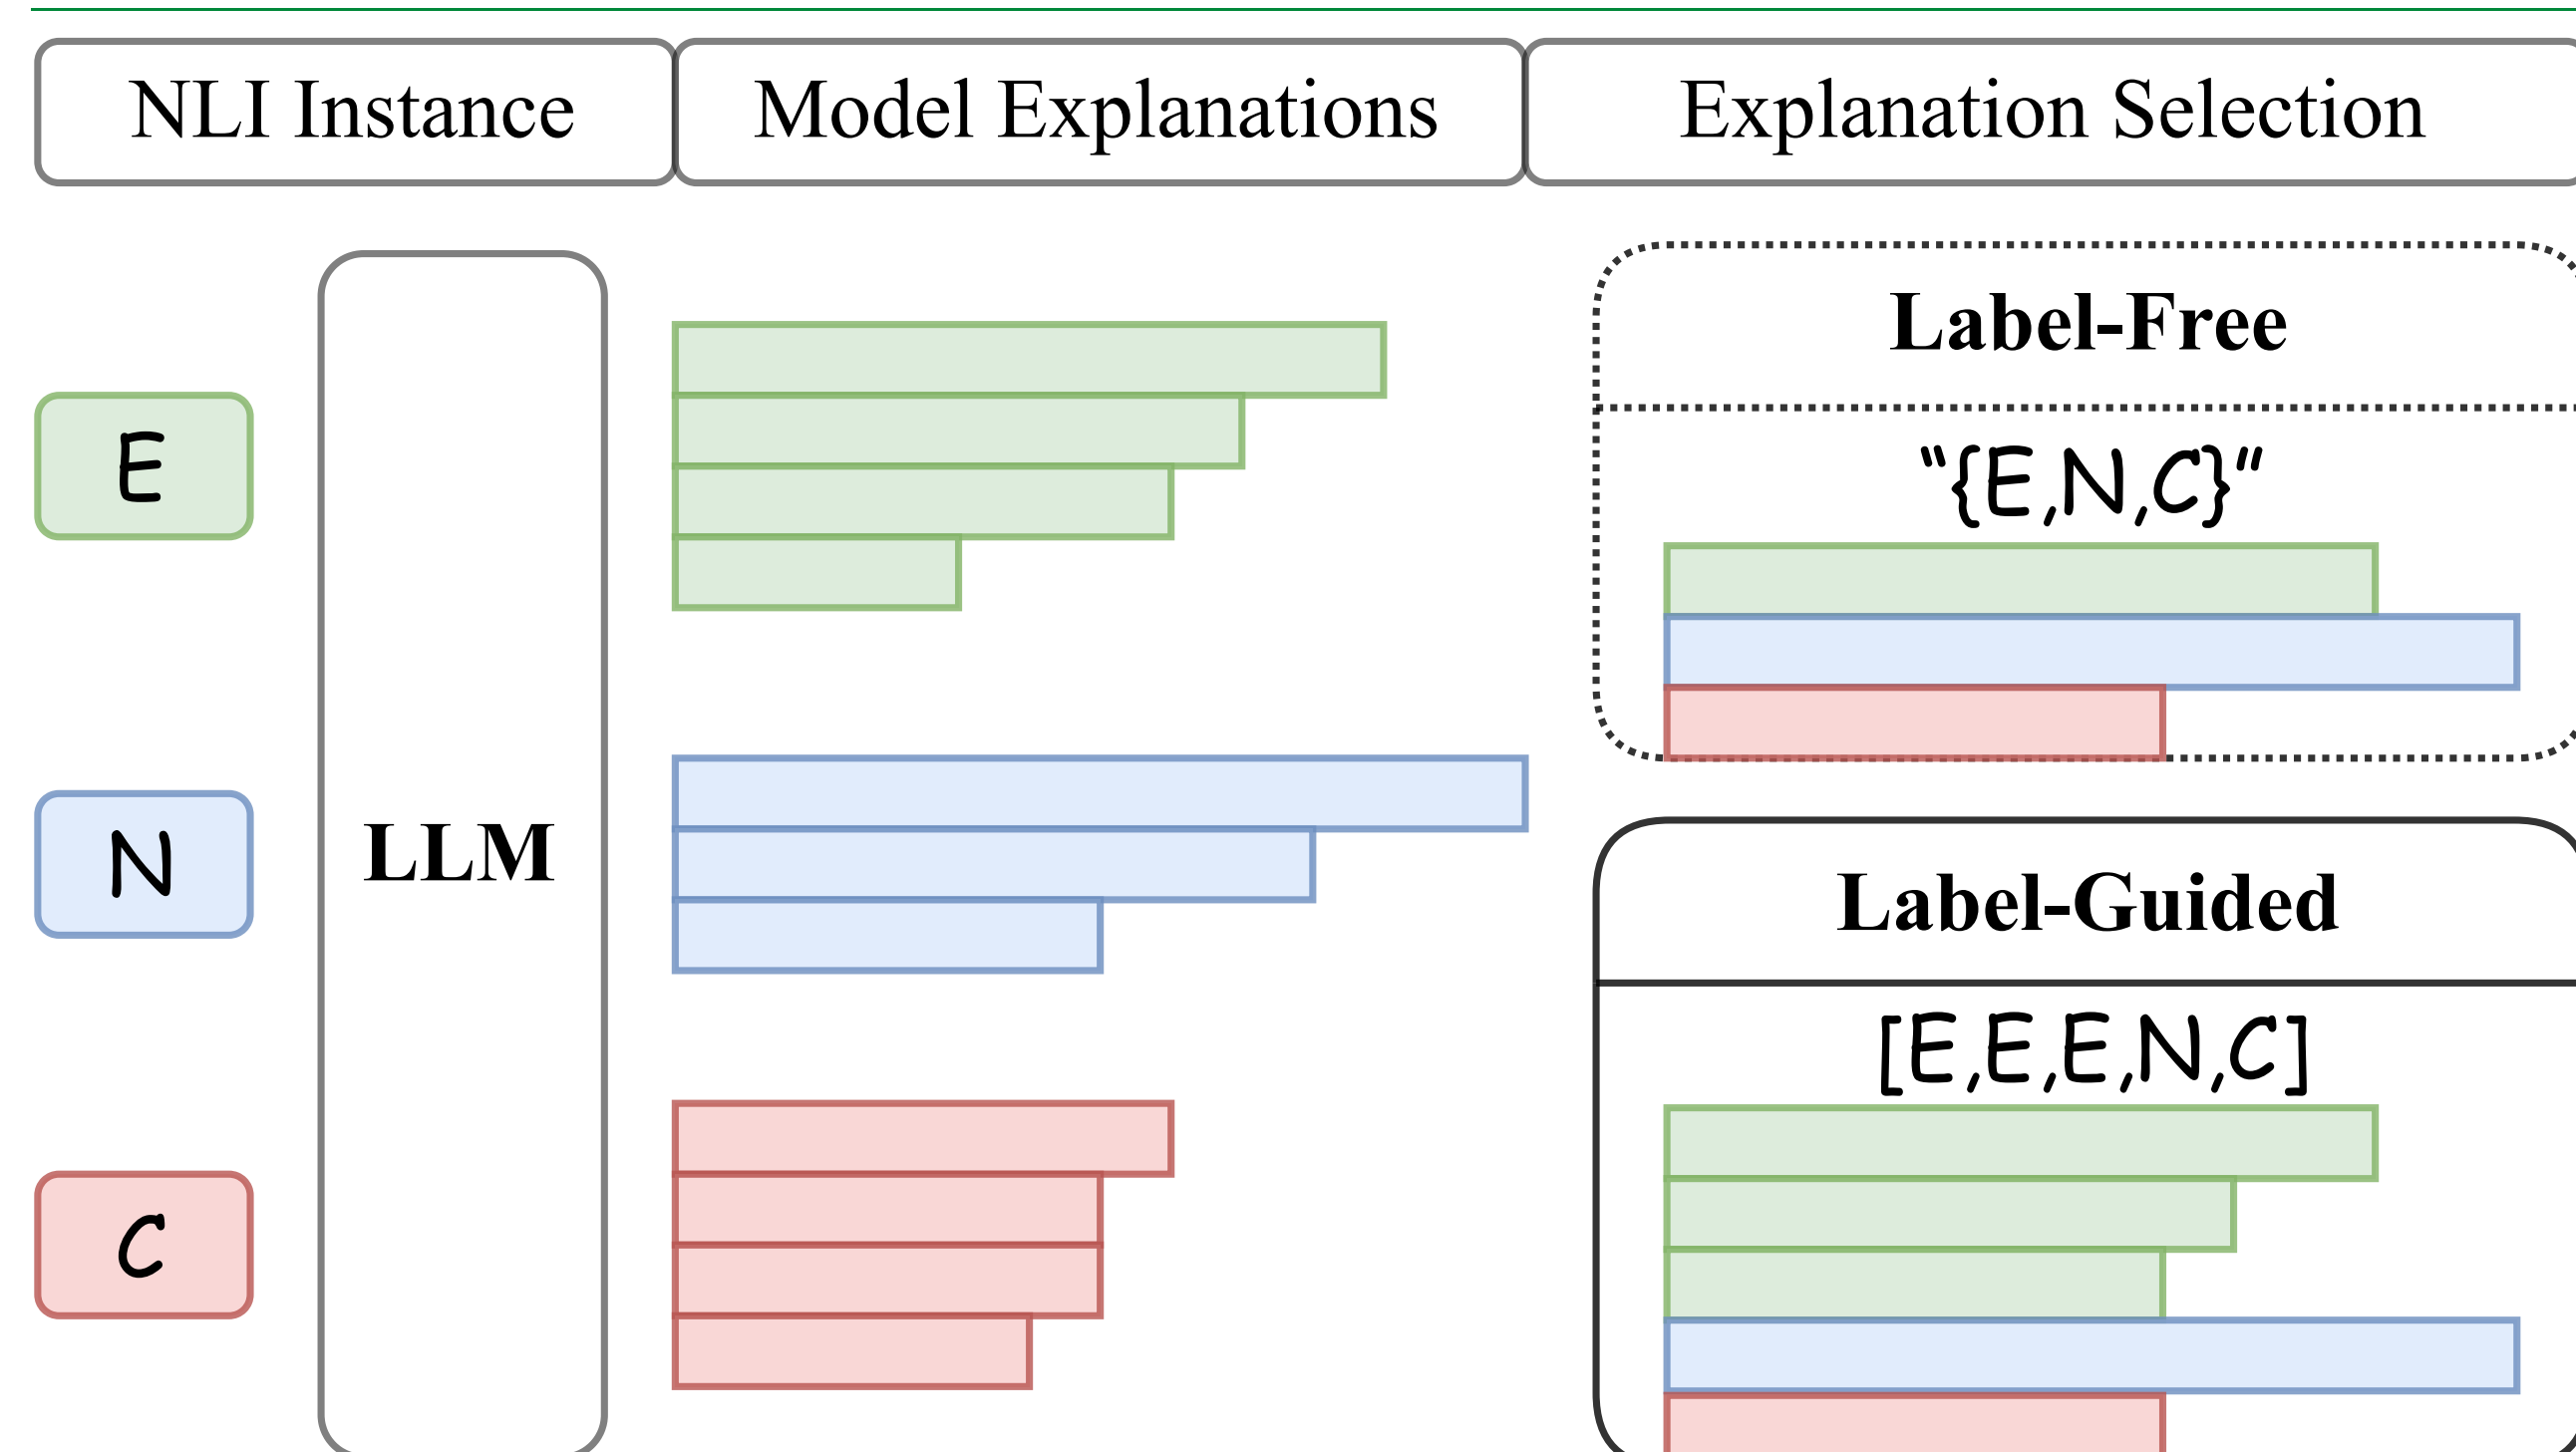 NLI Instance
Model Explanations
Explanation Selection
E
N
C
LLM
Label-Free
“{E,N,C}”
Label-Guided
[E,E,E,N,C]